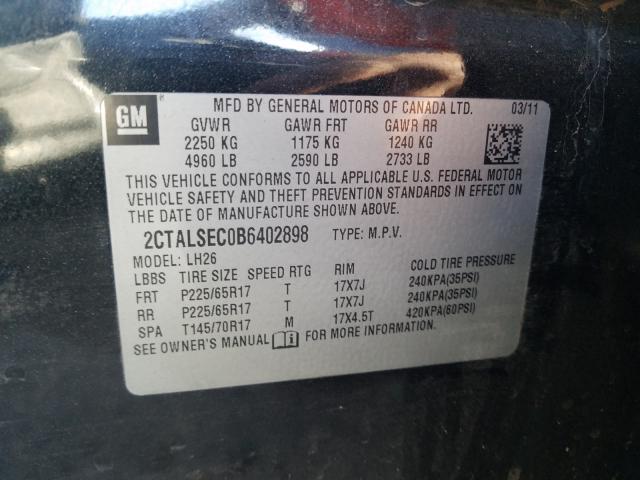 GM MFD BY GENERAL MOTORS OF CANADA LTD. 03/11
GVWR GAWR FRT GAWR RR
2250 KG 1175 KG 1240 KG
4960 LB 2590 LB 2733 LB
THIS VEHICLE CONFORMS TO ALL APPLICABLE U.S. FEDERAL MOTOR
VEHICLE SAFETY AND THEFT PREVENTION STANDARDS IN EFFECT ON
THE DATE OF MANUFACTURE SHOWN ABOVE.
2CTALSEC0B6402898 TYPE: M.P.V.
MODEL: LH26
LBBS TIRE SIZE SPEED RTG RIM COLD TIRE PRESSURE
FRT P225/65R17 T 17X7J 240KPA(35PSI)
RR P225/65R17 T 17X7J 240KPA(35PSI)
SPA T145/70R17 M 17X4.5T 420KPA(60PSI)
SEE OWNER'S MANUAL FOR MORE INFORMATION.